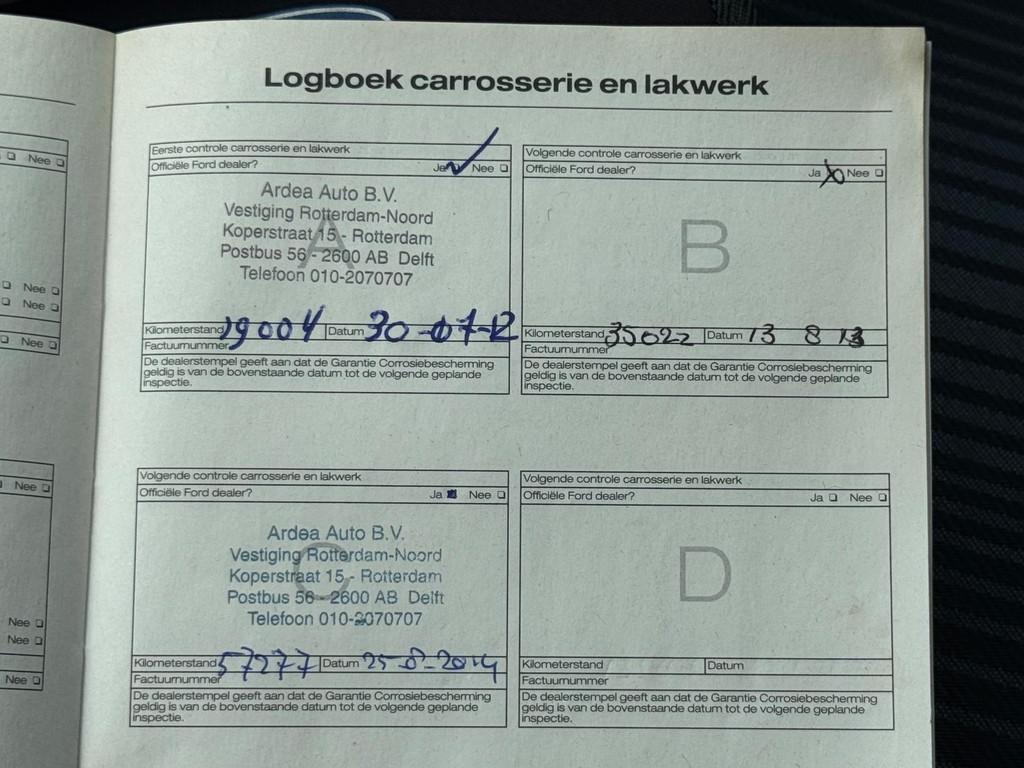 Logboek carrosserie en lakwerk
Eerste controle carrosserie en lakwerk
Officiële Ford dealer? Ja Nee
Ardea Auto B.V.
Vestiging Rotterdam-Noord
Koperstraat 15 - Rotterdam
Postbus 56 - 2600 AB Delft
Telefoon 010-2070707
A
Kilometerstand 19004 Datum 30-07-12
Factuurnummer
De dealerstempel geeft aan dat de Garantie Corrosiebescherming
geldig is van de bovenstaande datum tot de volgende geplande
inspectie.
Volgende controle carrosserie en lakwerk
Officiële Ford dealer? Ja Nee
B
Kilometerstand 35022 Datum 13 8 13
Factuurnummer
De dealerstempel geeft aan dat de Garantie Corrosiebescherming
geldig is van de bovenstaande datum tot de volgende geplande
inspectie.
Volgende controle carrosserie en lakwerk
Officiële Ford dealer? Ja Nee
Ardea Auto B.V.
Vestiging Rotterdam-Noord
Koperstraat 15 - Rotterdam
Postbus 56 - 2600 AB Delft
Telefoon 010-2070707
C
Kilometerstand 57277 Datum 25-8-2014
Factuurnummer
De dealerstempel geeft aan dat de Garantie Corrosiebescherming
geldig is van de bovenstaande datum tot de volgende geplande
inspectie.
Volgende controle carrosserie en lakwerk
Officiële Ford dealer? Ja Nee
D
Kilometerstand Datum
Factuurnummer
De dealerstempel geeft aan dat de Garantie Corrosiebescherming
geldig is van de bovenstaande datum tot de volgende geplande
inspectie.
Nee
Nee
Nee
Nee
Nee
Nee
Nee
Nee